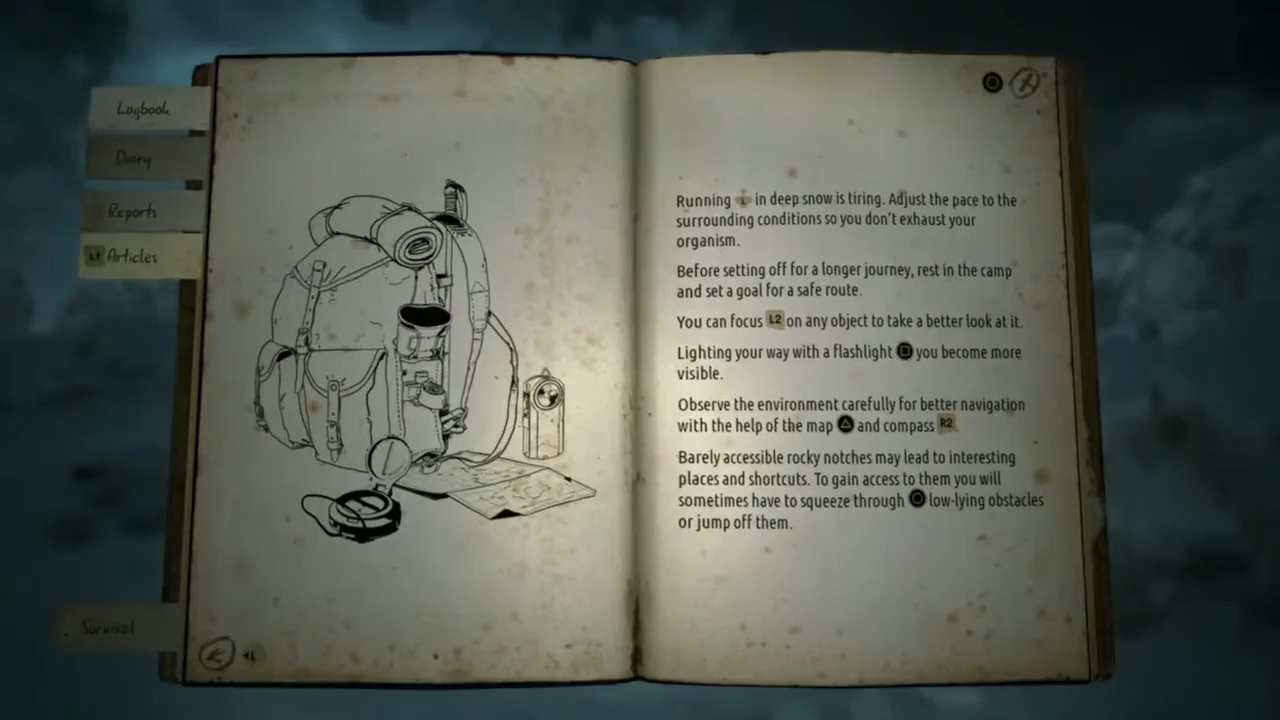 Logbook
Diary
Reports
L1 Articles
Survival
L
Running L in deep snow is tiring. Adjust the pace to the
surrounding conditions so you don't exhaust your
organism.
Before setting off for a longer journey, rest in the camp
and set a goal for a safe route.
You can focus L2 on any object to take a better look at it.
Lighting your way with a flashlight you become more
visible.
Observe the environment carefully for better navigation
with the help of the map and compass R2.
Barely accessible rocky notches may lead to interesting
places and shortcuts. To gain access to them you will
sometimes have to squeeze through low-lying obstacles
or jump off them.